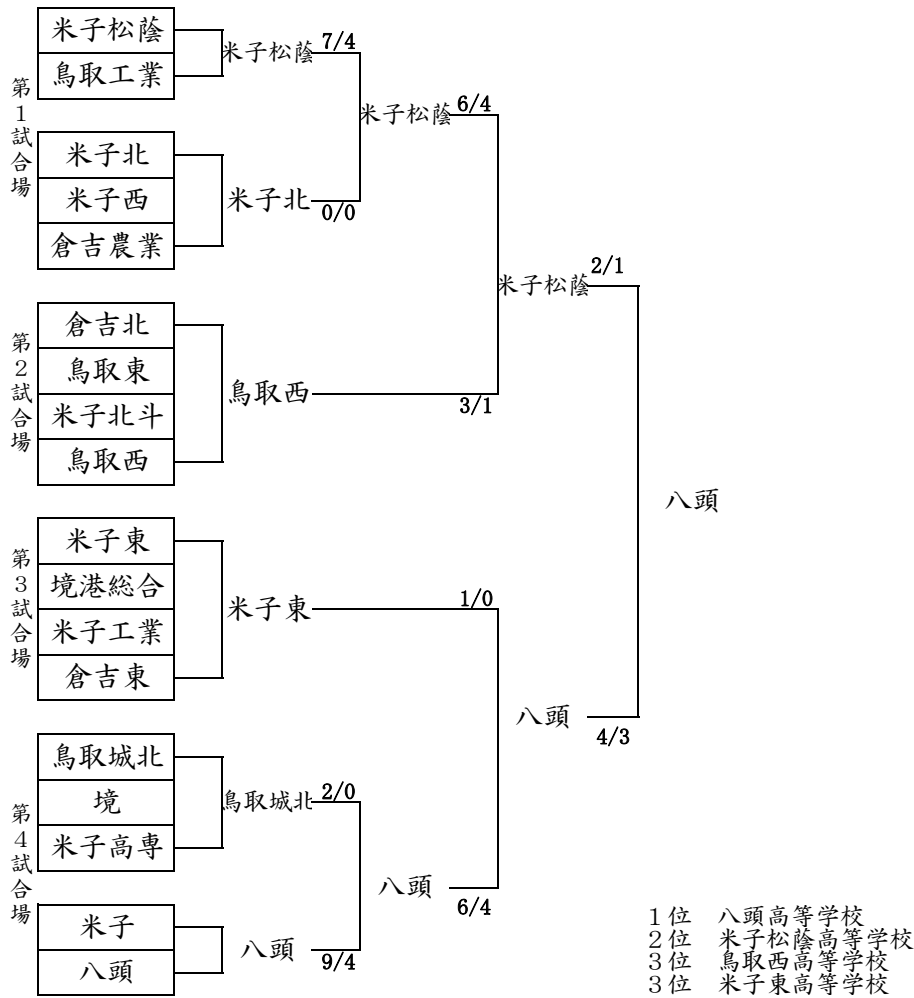 第1試合場
米子松蔭
鳥取工業
米子松蔭
7/4
米子北
米子西
倉吉農業
米子北
0/0
米子松蔭
6/4
第2試合場
倉吉北
鳥取東
米子北斗
鳥取西
鳥取西
3/1
米子松蔭
2/1
八頭
第3試合場
米子東
境港総合
米子工業
倉吉東
米子東
1/0
八頭
4/3
第4試合場
鳥取城北
境
米子高専
鳥取城北
2/0
八頭
6/4
米子
八頭
八頭
9/4
1位 八頭高等学校
2位 米子松蔭高等学校
3位 鳥取西高等学校
3位 米子東高等学校